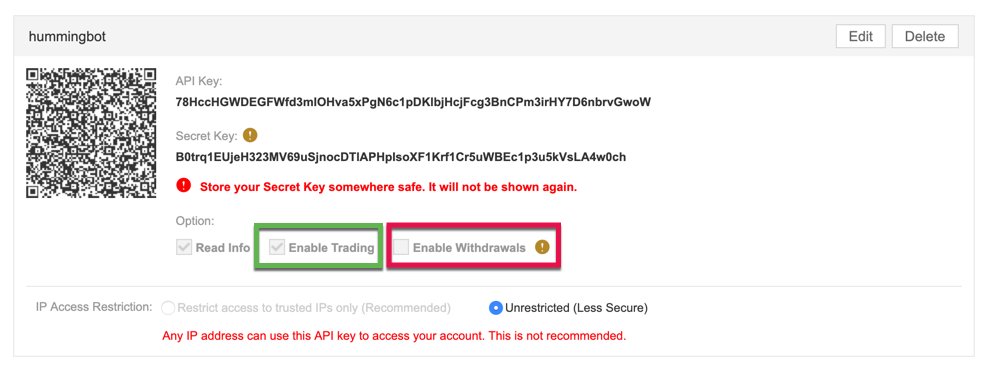 hummingbot
Edit Delete
API Key:
78HccHGWDEGFWfd3mlOHva5xPgN6c1pDKlbjHcjFcg3BnCPm3irHY7D6nbrvGwoW
Secret Key: !
B0trq1EUjeH323MV69uSjnocDTlAPHplsoXF1Krf1Cr5uWBEc1p3u5kVsLA4w0ch
! Store your Secret Key somewhere safe. It will not be shown again.
Option:
Read Info Enable Trading Enable Withdrawals !
IP Access Restriction: Restrict access to trusted IPs only (Recommended) Unrestricted (Less Secure)
Any IP address can use this API key to access your account. This is not recommended.